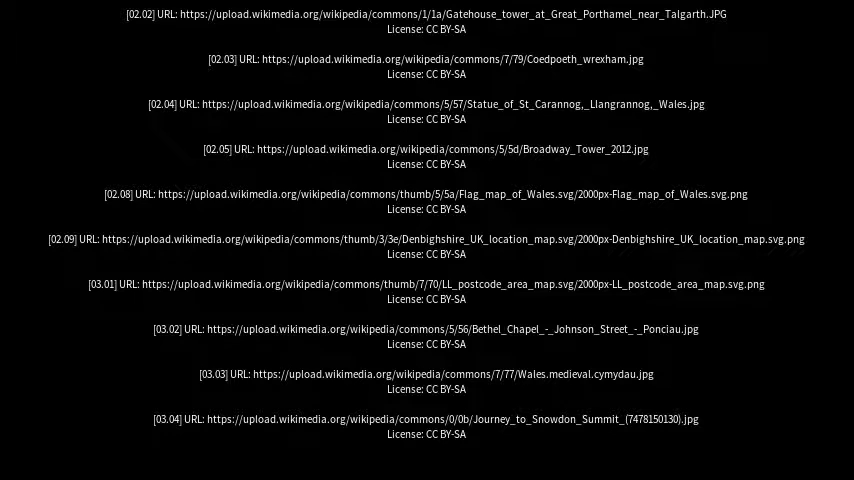 [02.02] URL: https://upload.wikimedia.org/wikipedia/commons/1/1a/Gatehouse_tower_at_Great_Porthamel_near_Talgarth.JPG
License: CC BY-SA
[02.03] URL: https://upload.wikimedia.org/wikipedia/commons/7/79/Coedpoeth_wrexham.jpg
License: CC BY-SA
[02.04] URL: https://upload.wikimedia.org/wikipedia/commons/5/57/Statue_of_St_Carannog,_Llangrannog,_Wales.jpg
License: CC BY-SA
[02.05] URL: https://upload.wikimedia.org/wikipedia/commons/5/5d/Broadway_Tower_2012.jpg
License: CC BY-SA
[02.08] URL: https://upload.wikimedia.org/wikipedia/commons/thumb/5/5a/Flag_map_of_Wales.svg/2000px-Flag_map_of_Wales.svg.png
License: CC BY-SA
[02.09] URL: https://upload.wikimedia.org/wikipedia/commons/thumb/3/3e/Denbighshire_UK_location_map.svg/2000px-Denbighshire_UK_location_map.svg.png
License: CC BY-SA
[03.01] URL: https://upload.wikimedia.org/wikipedia/commons/thumb/7/70/LL_postcode_area_map.svg/2000px-LL_postcode_area_map.svg.png
License: CC BY-SA
[03.02] URL: https://upload.wikimedia.org/wikipedia/commons/5/56/Bethel_Chapel_-_Johnson_Street_-_Ponciau.jpg
License: CC BY-SA
[03.03] URL: https://upload.wikimedia.org/wikipedia/commons/7/77/Wales.medieval.cymydau.jpg
License: CC BY-SA
[03.04] URL: https://upload.wikimedia.org/wikipedia/commons/0/0b/Journey_to_Snowdon_Summit_(7478150130).jpg
License: CC BY-SA